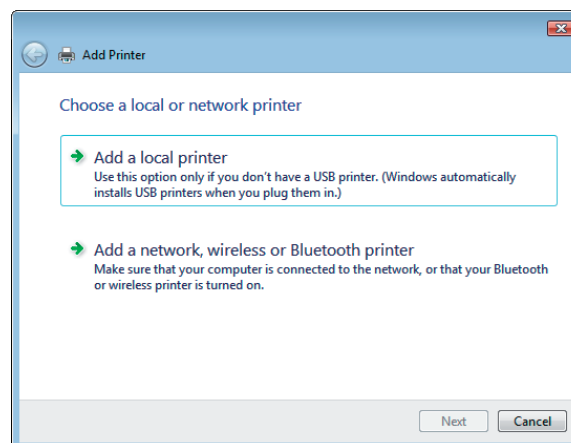 Add Printer
Choose a local or network printer
Add a local printer
Use this option only if you don't have a USB printer. (Windows automatically
installs USB printers when you plug them in.)
Add a network, wireless or Bluetooth printer
Make sure that your computer is connected to the network, or that your Bluetooth
or wireless printer is turned on.
Next
Cancel